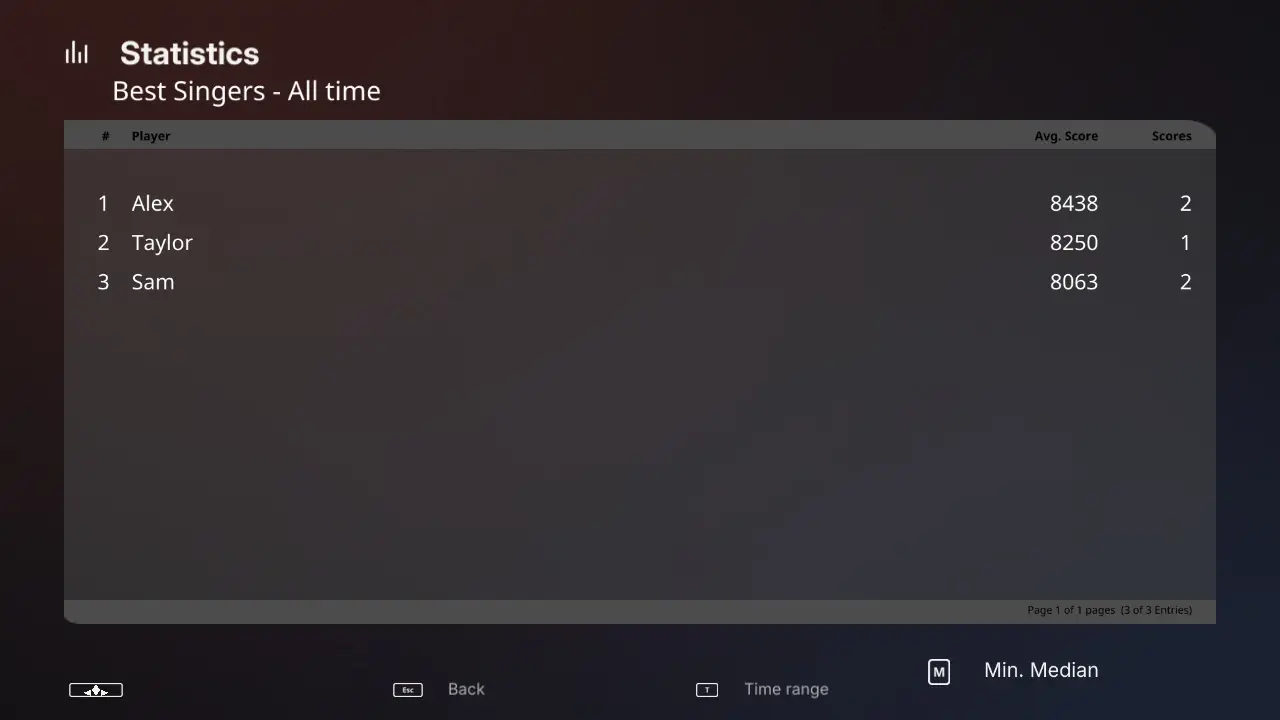 Statistics
Best Singers - All time
# Player Avg. Score Scores
1 Alex 8438 2
2 Taylor 8250 1
3 Sam 8063 2
Page 1 of 1 pages (3 of 3 Entries)
Esc Back T Time range M Min. Median